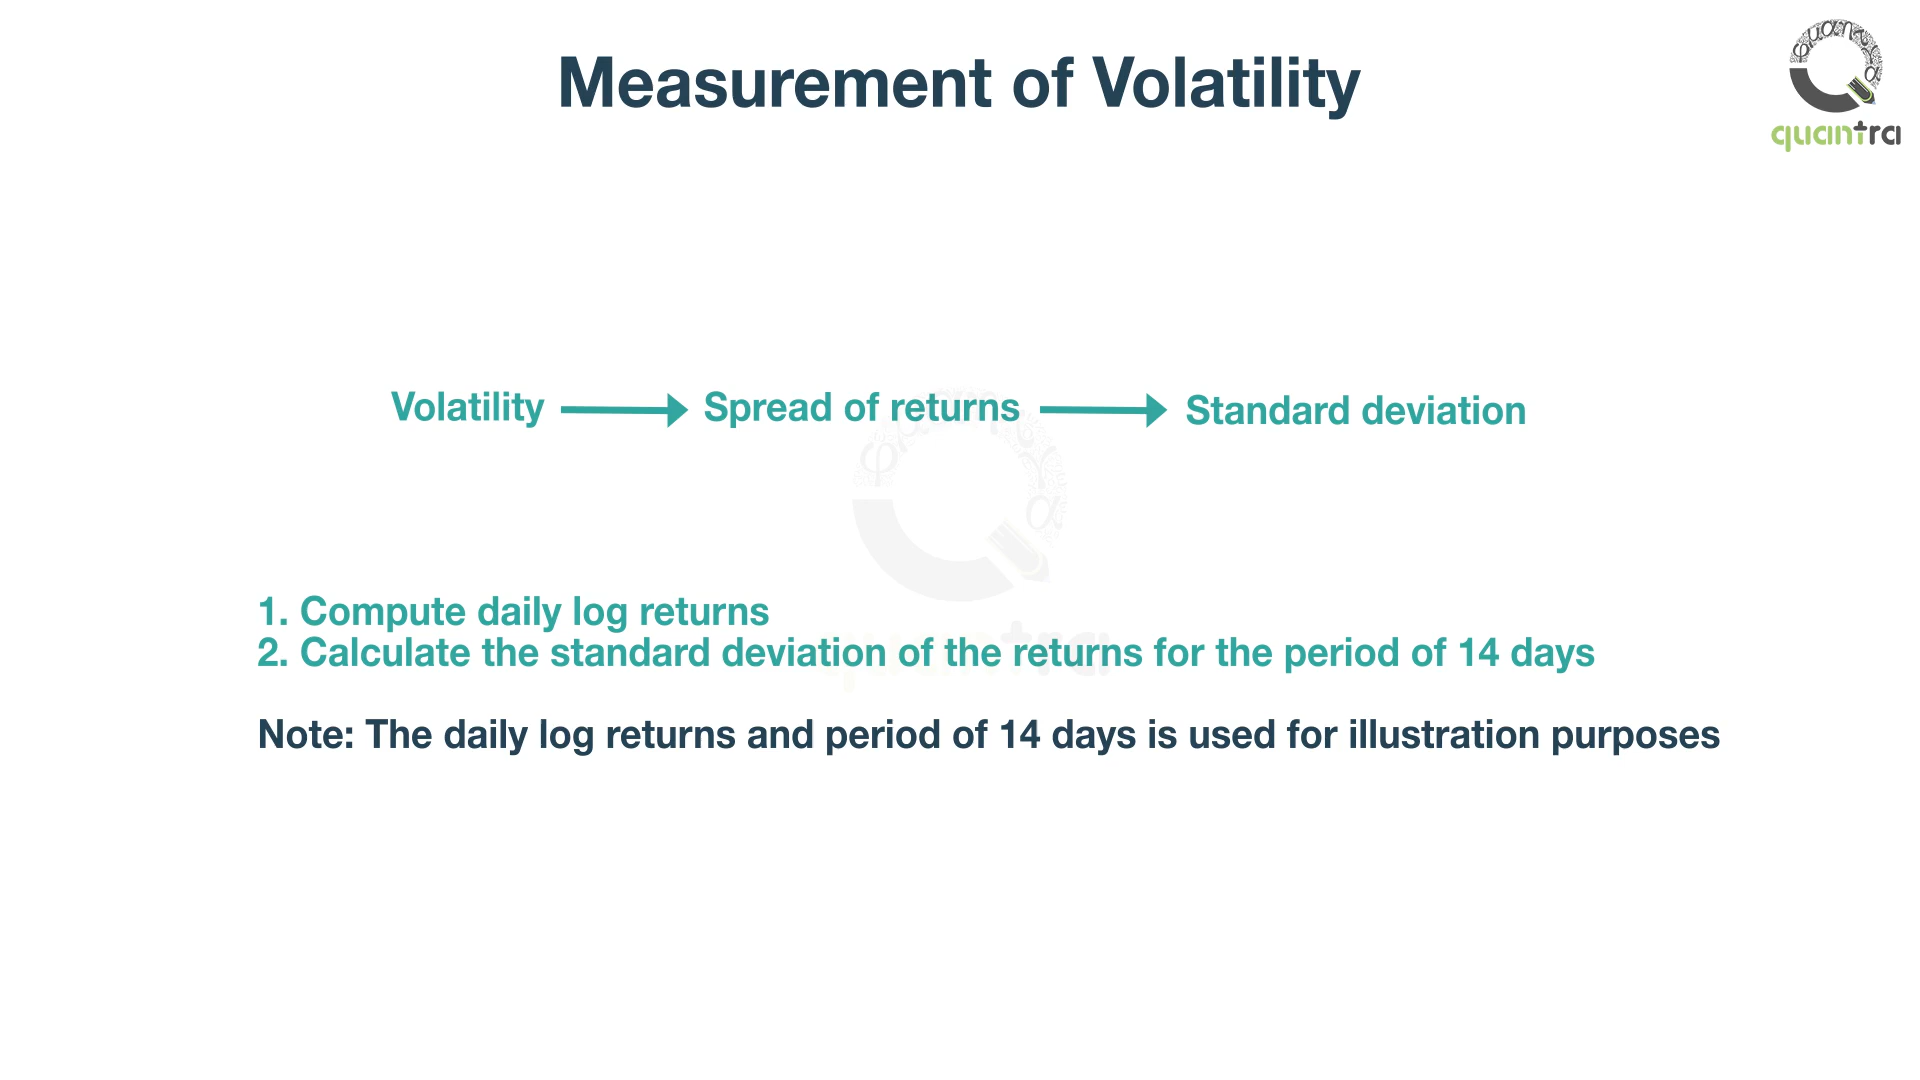 Measurement of Volatility
quantra
Volatility Spread of returns Standard deviation
1. Compute daily log returns
2. Calculate the standard deviation of the returns for the period of 14 days
Note: The daily log returns and period of 14 days is used for illustration purposes
quantra